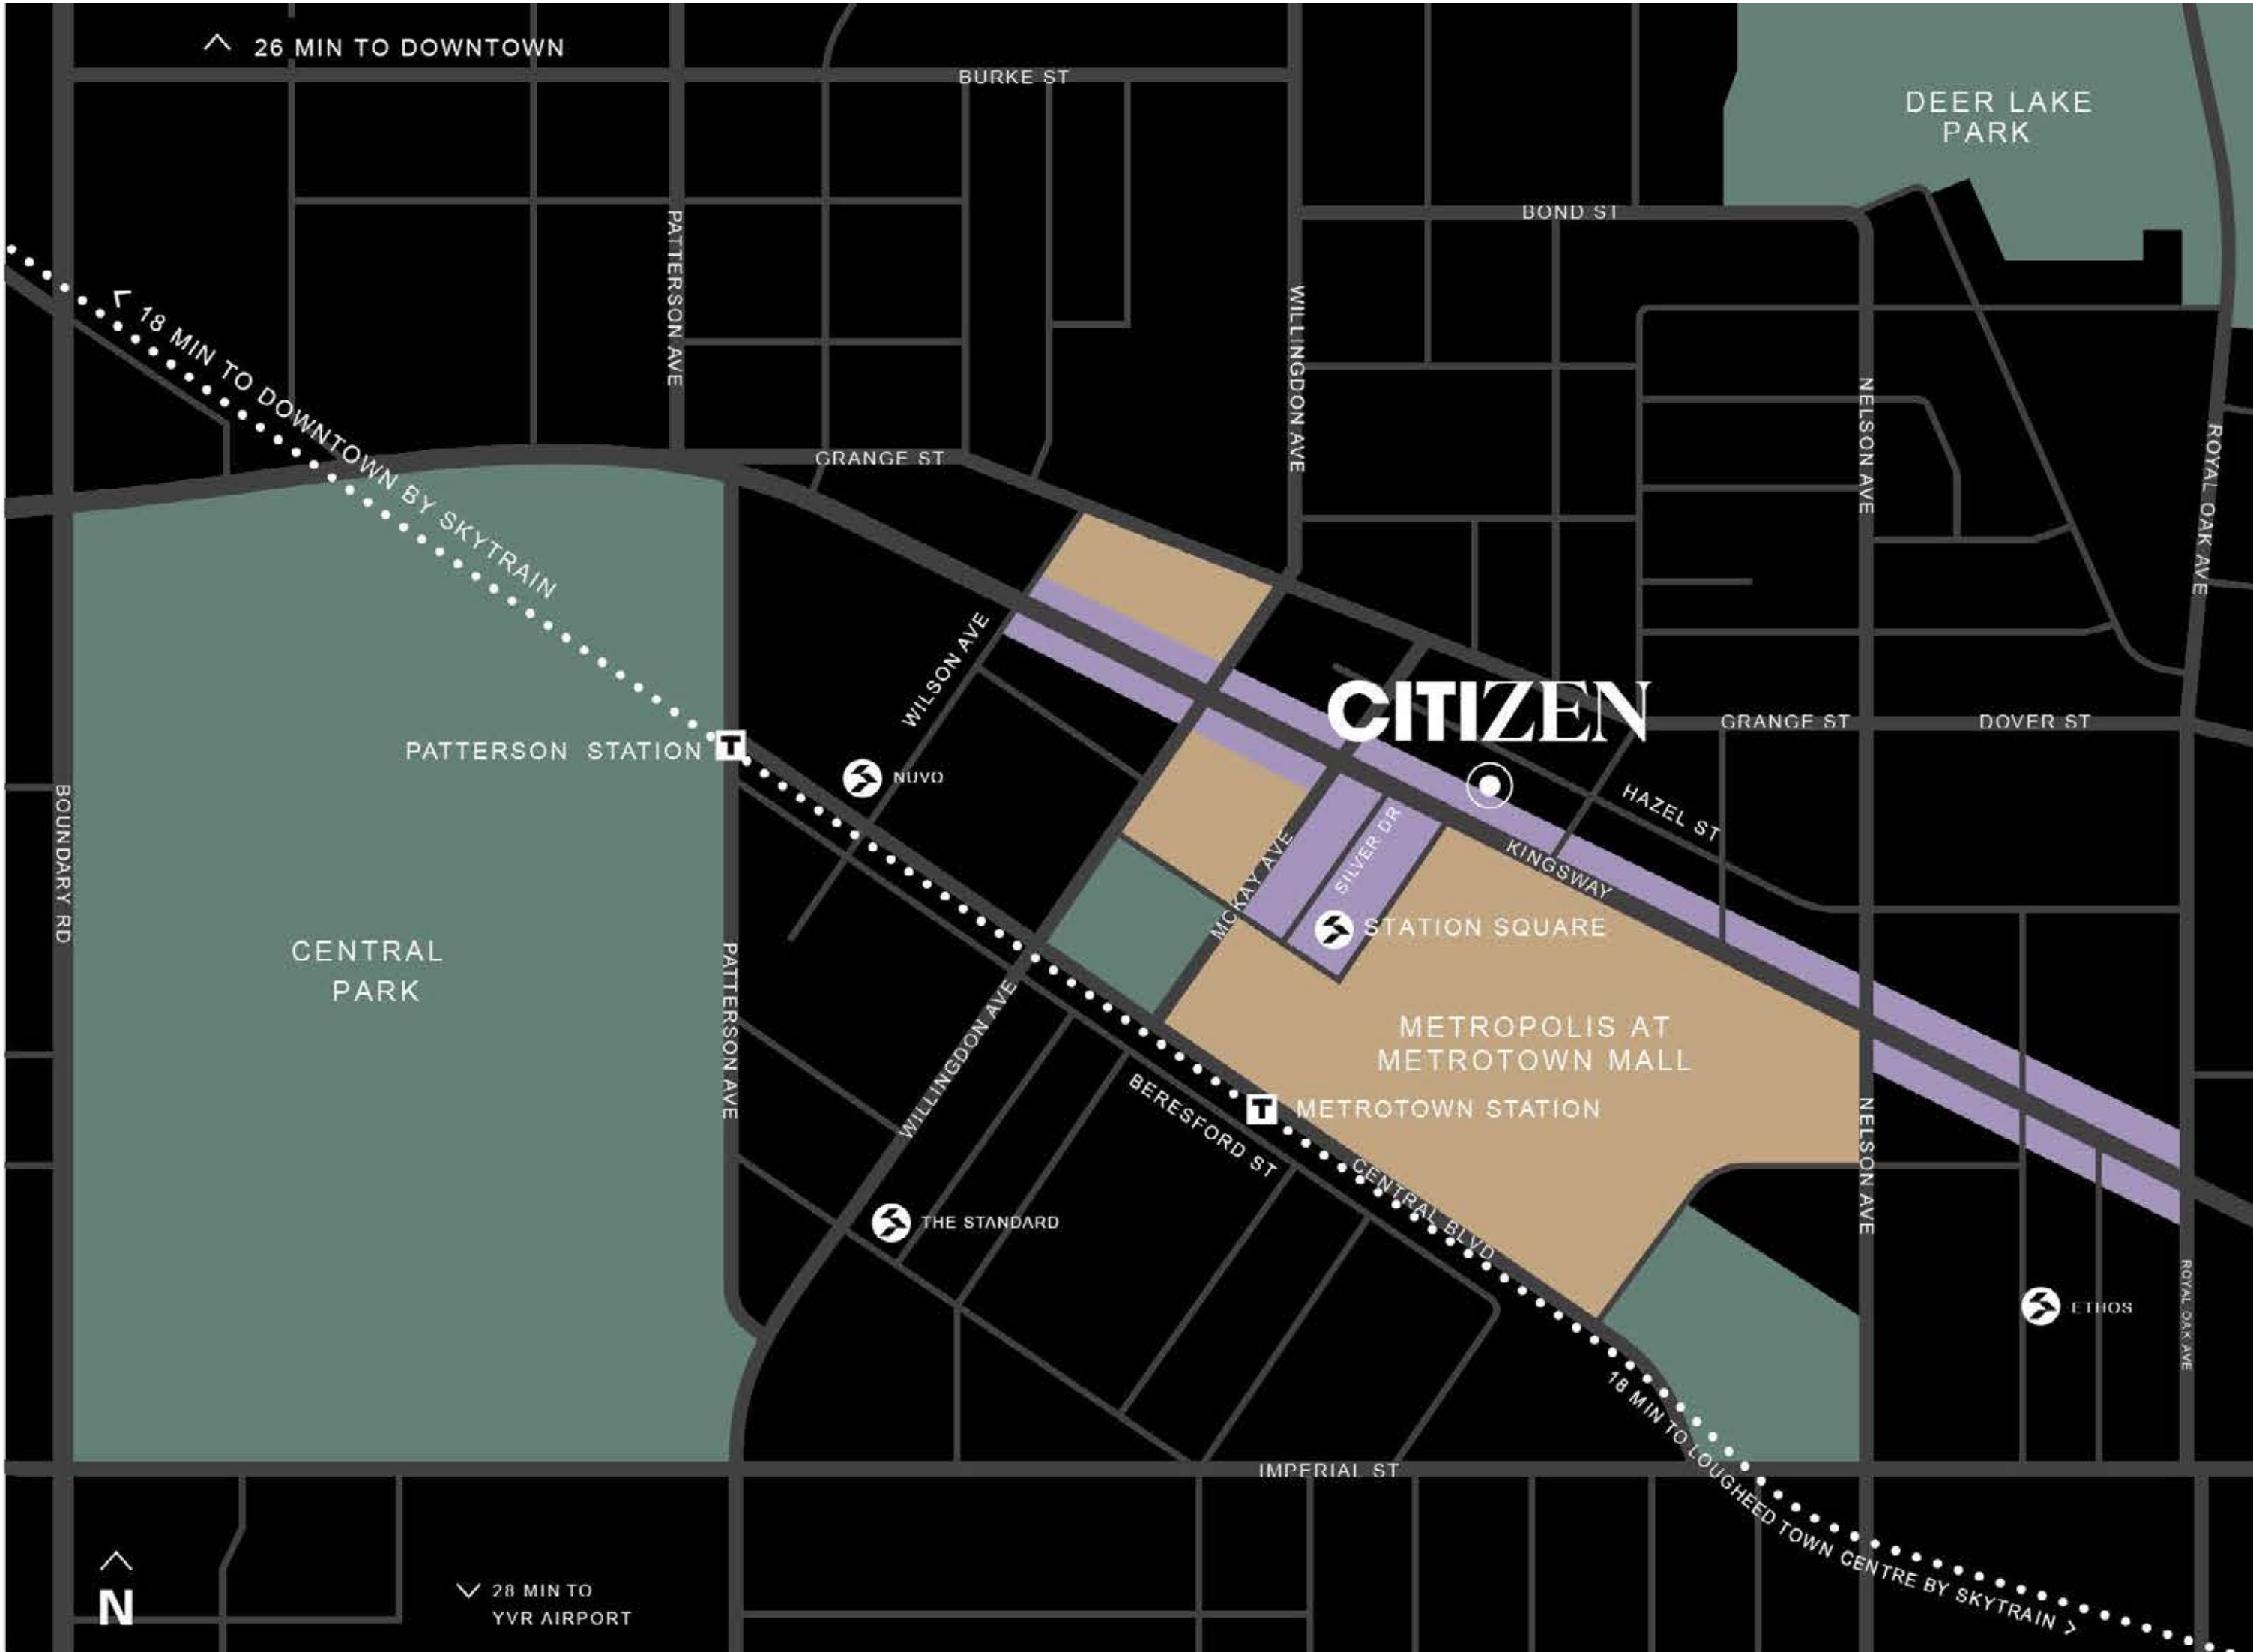 26 MIN TO DOWNTOWN
BURKE ST
DEER LAKE
PARK
BOND ST
PATTERSON AVE
WILLINGDON AVE
18 MIN TO DOWNTOWN BY SKYTRAIN
NELSON AVE
ROYAL OAK AVE
GRANGE ST
WILSON AVE
CITIZEN
GRANGE ST
DOVER ST
PATTERSON STATION
T
NUVO
HAZEL ST
BOUNDARY RD
SILVER DR
KINGSWAY
MCKAY AVE
STATION SQUARE
CENTRAL
PARK
PATTERSON AVE
WILLINGDON AVE
METROPOLIS AT
METROTOWN MALL
T
METROTOWN STATION
BERESFORD ST
CENTRAL BLVD
NELSON AVE
THE STANDARD
ETHOS
ROYAL OAK AVE
18 MIN TO LOUGHEED TOWN CENTRE BY SKYTRAIN
IMPERIAL ST
N
28 MIN TO
YVR AIRPORT